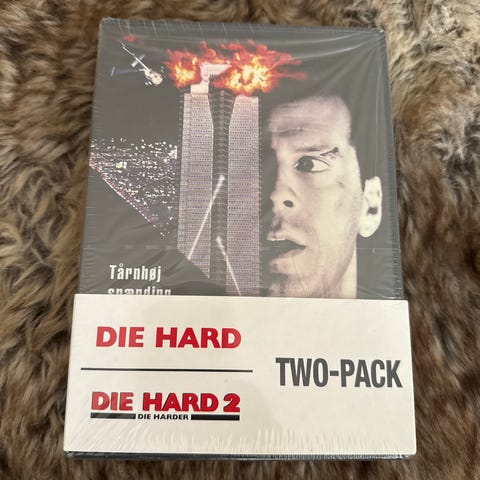 Tårnhøj
spænding
DIE HARD
DIE HARD 2
DIE HARDER
TWO-PACK